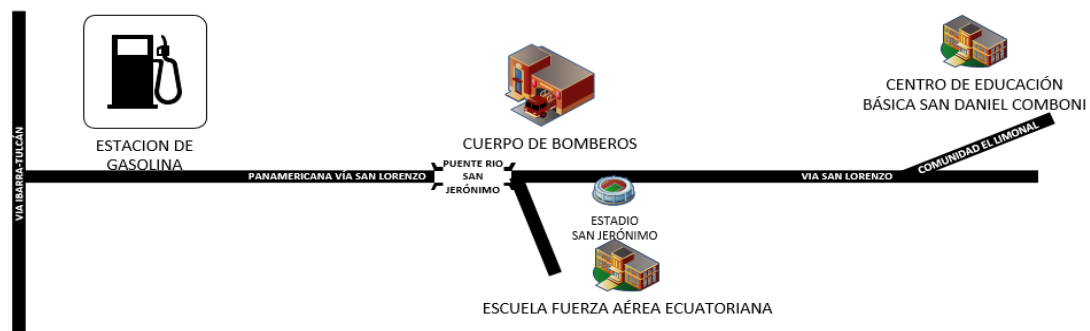 VIA IBARRA-TULCÁN
ESTACION DE
GASOLINA
PANAMERICANA VÍA SAN LORENZO
CUERPO DE BOMBEROS
PUENTE RIO
SAN
JERÓNIMO
ESTADIO
SAN JERÓNIMO
ESCUELA FUERZA AÉREA ECUATORIANA
VIA SAN LORENZO
COMUNIDAD EL LIMONAL
CENTRO DE EDUCACIÓN
BÁSICA SAN DANIEL COMBONI